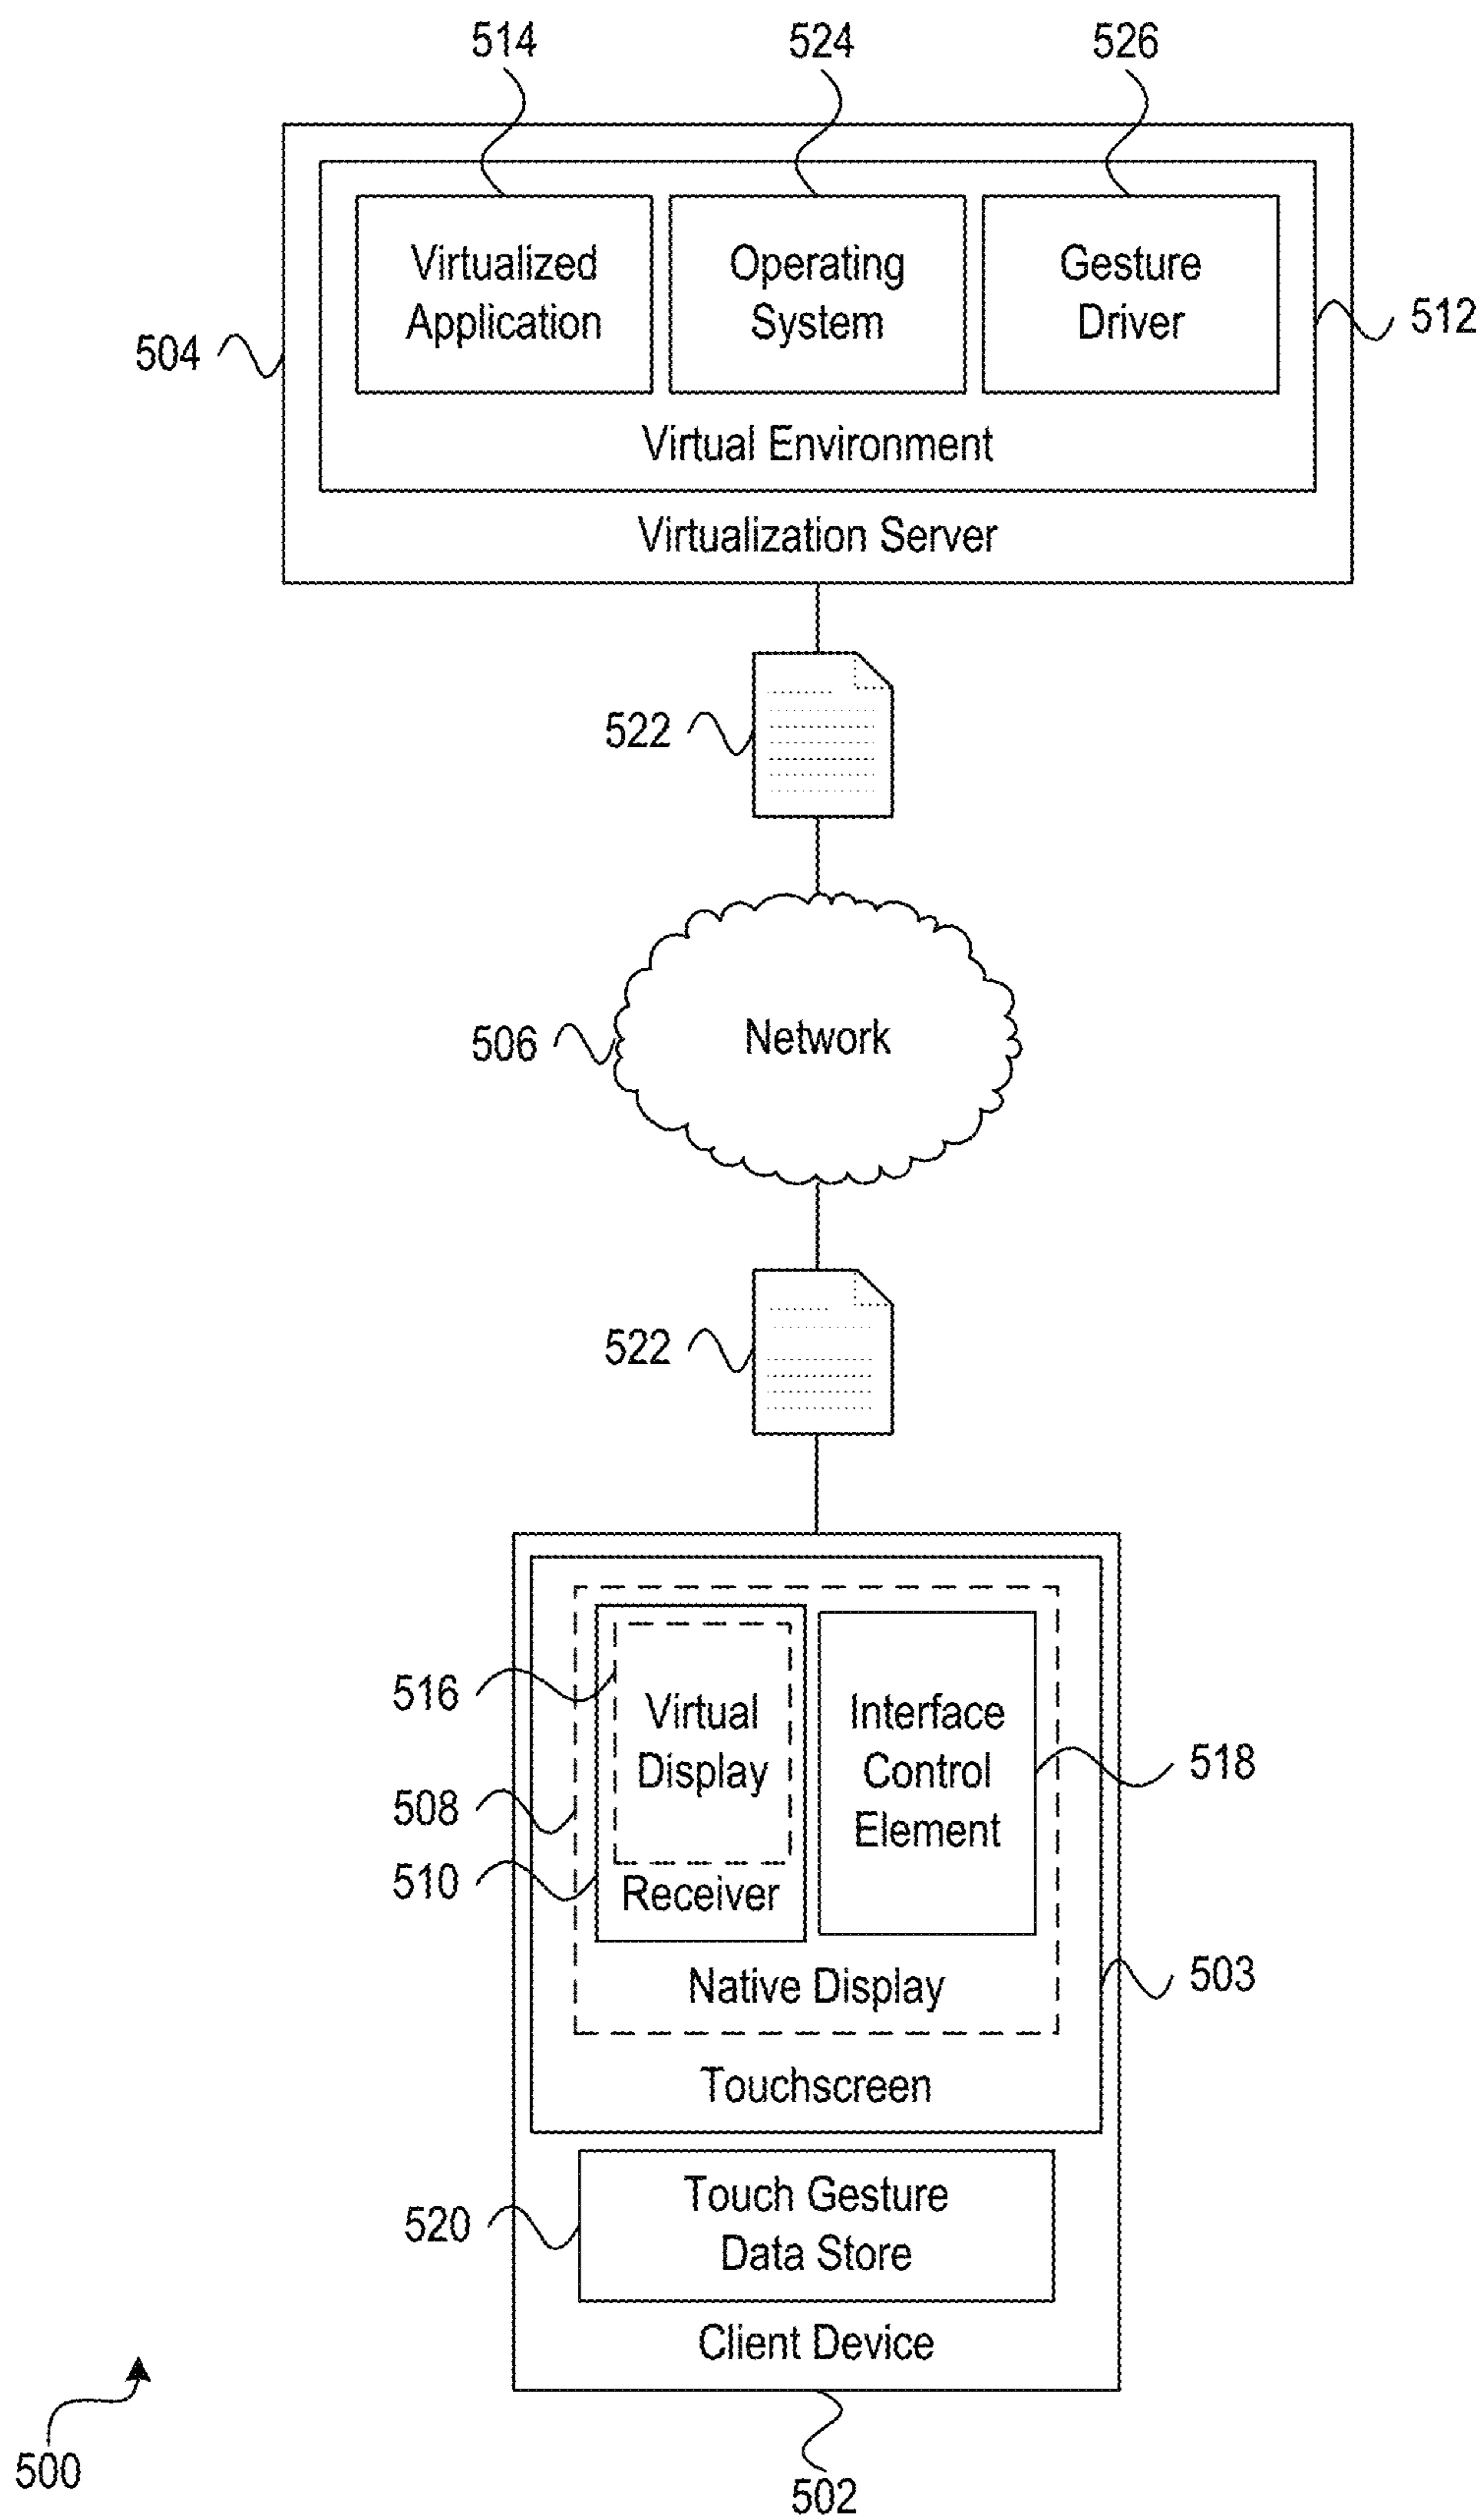 514
524
526
Virtualized
Application
Operating
System
Gesture
Driver
504
512
Virtual Environment
Virtualization Server
522
506
Network
522
516
Virtual
Display
Interface
Control
Element
518
508
510
Receiver
Native Display
503
Touchscreen
520
Touch Gesture
Data Store
Client Device
500
502